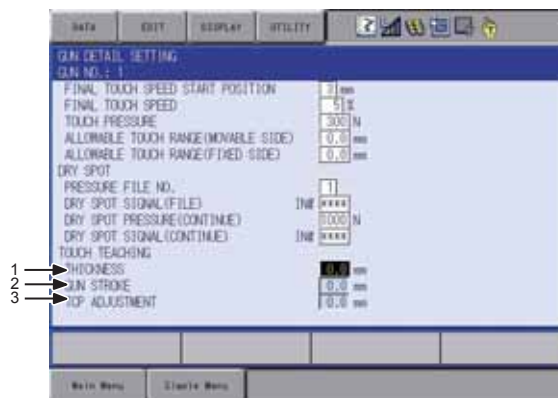 DATA EDIT DISPLAY UTILITY
GUN DETAIL SETTING
GUN NO.: 1
FINAL TOUCH SPEED START POSITION 3 mm
FINAL TOUCH SPEED 5 %
TOUCH PRESSURE 300 N
ALLOWABLE TOUCH RANGE(MOVABLE SIDE) 0.0 mm
ALLOWABLE TOUCH RANGE(FIXED SIDE) 0.0 mm
DRY SPOT
PRESSURE FILE NO. 1
DRY SPOT SIGNAL(FILE) IN# ****
DRY SPOT PRESSURE(CONTINUE) 1000 N
DRY SPOT SIGNAL(CONTINUE) IN# ****
TOUCH TEACHING
1 THICKNESS 0.0 mm
2 GUN STROKE 0.0 mm
3 TCP ADJUSTMENT 0.0 mm
Main Menu Simple Menu